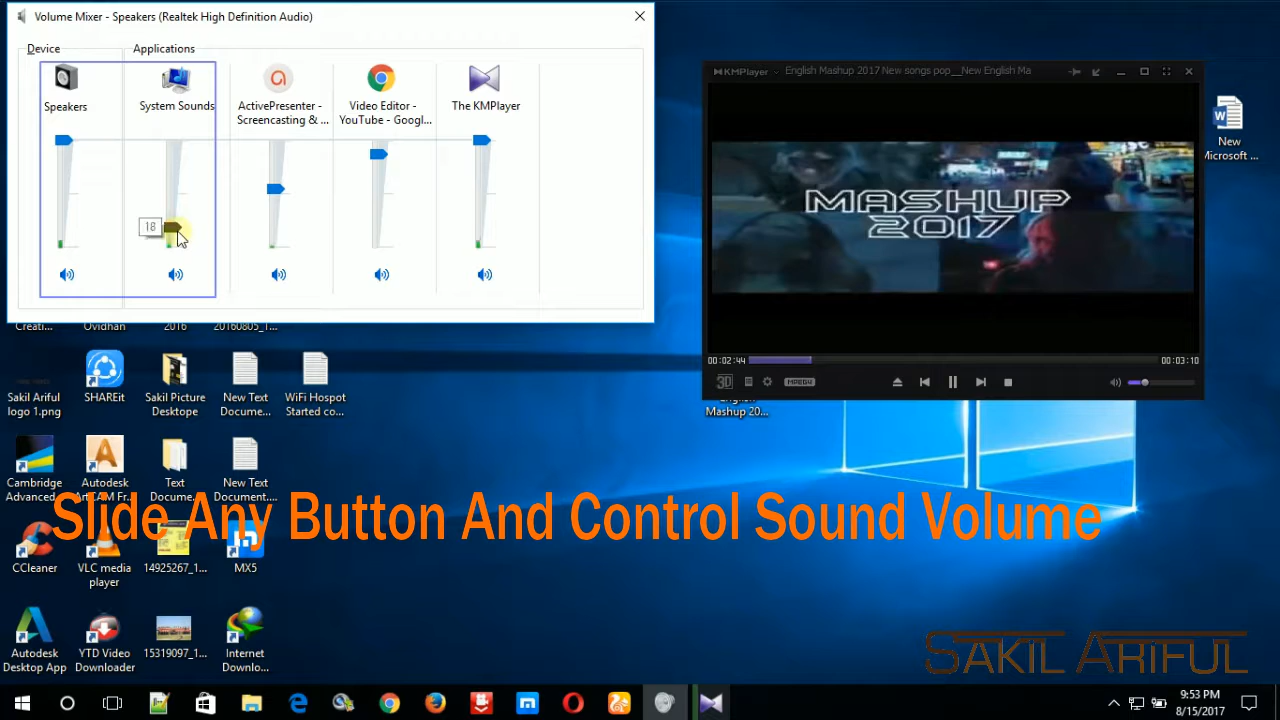 Volume Mixer - Speakers (Realtek High Definition Audio)
Device
Applications
Speakers
System Sounds
ActivePresenter -
Screencasting & ...
Video Editor -
YouTube - Googl...
The KMPlayer
18
KMPlayer
English Mashup 2017 New songs pop__New English Ma
MASHUP
2017
00:02:44
00:03:10
3D
MPEG4
New
Microsoft ...
Mashup 20...
Creati...
Ovidhan
2016
20160805_1...
Sakil Ariful
logo 1.png
SHAREit
Sakil Picture
Desktope
New Text
Docume...
WiFi Hospot
Started co...
Cambridge
Advanced...
Autodesk
ArtCAM Fr...
Text
Docume...
New Text
Document...
Slide Any Button And Control Sound Volume
CCleaner
VLC media
player
14925267_1...
MX5
Autodesk
Desktop App
YTD Video
Downloader
15319097_1...
Internet
Downlo...
SAKIL ARIFUL
9:53 PM
8/15/2017